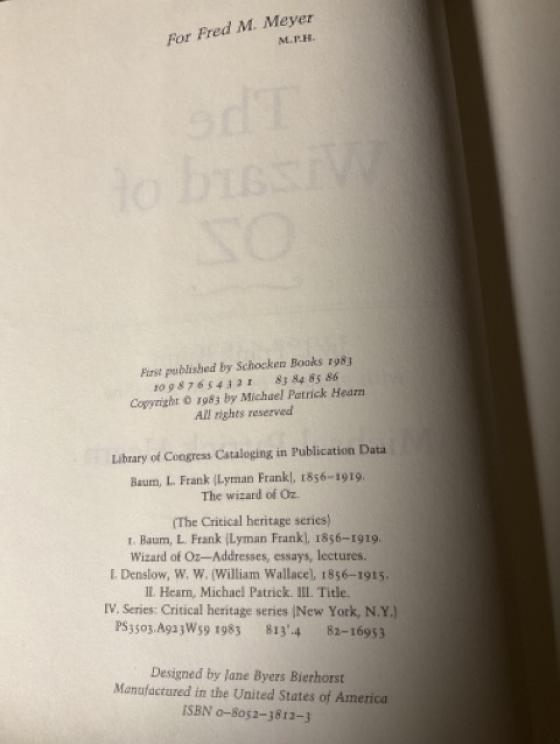 For Fred M. Meyer
M.P.H.
The
Wizard of
OZ
First published by Schocken Books 1983
10 9 8 7 6 5 4 3 2 1 83 84 85 86
Copyright © 1983 by Michael Patrick Hearn
All rights reserved
Library of Congress Cataloging in Publication Data
Baum, L. Frank (Lyman Frank), 1856–1919.
The wizard of Oz.
(The Critical heritage series)
1. Baum, L. Frank (Lyman Frank), 1856–1919.
Wizard of Oz—Addresses, essays, lectures.
I. Denslow, W. W. (William Wallace), 1856–1915.
II. Hearn, Michael Patrick. III. Title.
IV. Series: Critical heritage series (New York, N.Y.)
PS3503.A923W59 1983 813'.4 82–16953
Designed by Jane Byers Bierhorst
Manufactured in the United States of America
ISBN 0–8052–3812–3